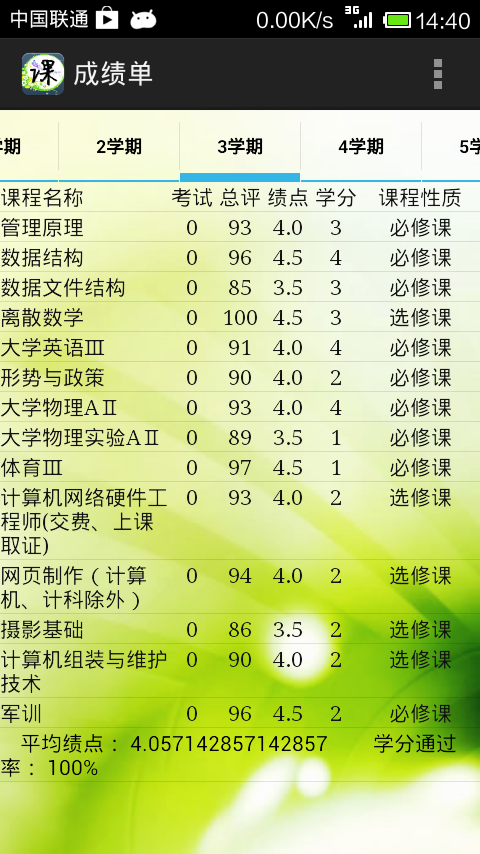 中国联通 0.00K/s 3G 14:40
课 成绩单
学期 2学期 3学期 4学期 5学
课程名称 考试 总评 绩点 学分 课程性质
管理原理 0 93 4.0 3 必修课
数据结构 0 96 4.5 4 必修课
数据文件结构 0 85 3.5 3 必修课
离散数学 0 100 4.5 3 选修课
大学英语Ⅲ 0 91 4.0 4 必修课
形势与政策 0 90 4.0 2 必修课
大学物理AⅡ 0 93 4.0 4 必修课
大学物理实验AⅡ 0 89 3.5 1 必修课
体育Ⅲ 0 97 4.5 1 必修课
计算机网络硬件工 0 93 4.0 2 选修课
程师(交费、上课
取证)
网页制作（计算 0 94 4.0 2 选修课
机、计科除外）
摄影基础 0 86 3.5 2 选修课
计算机组装与维护 0 90 4.0 2 选修课
技术
军训 0 96 4.5 2 必修课
平均绩点 ：4.057142857142857 学分通过
率 ：100%